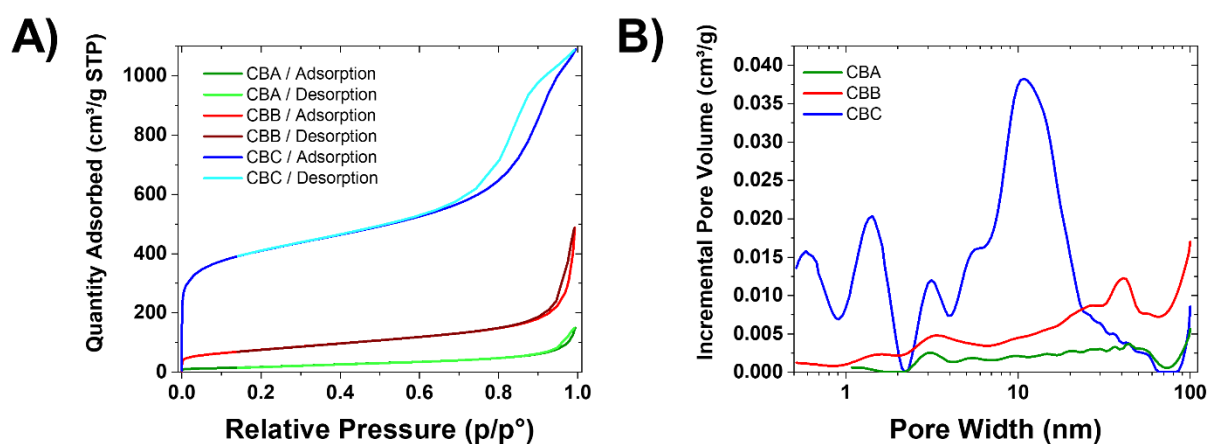 A)
Quantity Adsorbed (cm³/g STP)
1000
800
600
400
200
0
CBA / Adsorption
CBA / Desorption
CBB / Adsorption
CBB / Desorption
CBC / Adsorption
CBC / Desorption
0.0 0.2 0.4 0.6 0.8 1.0
Relative Pressure (p/p°)
B)
Incremental Pore Volume (cm³/g)
0.040
0.035
0.030
0.025
0.020
0.015
0.010
0.005
0.000
CBA
CBB
CBC
1 10 100
Pore Width (nm)